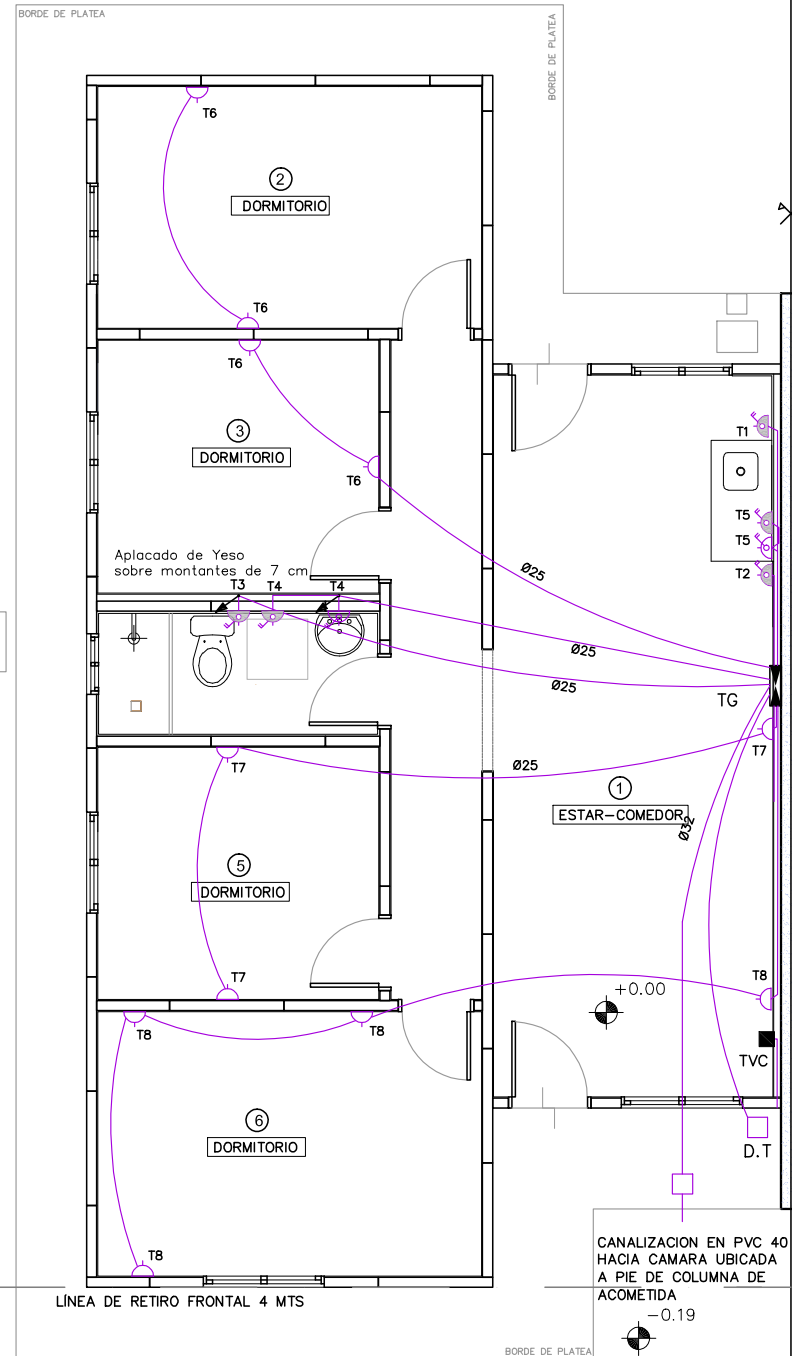 BORDE DE PLATEA
BORDE DE PLATEA
T6
2
DORMITORIO
T6
T6
3
DORMITORIO
T6
T1
T5
T5
T2
Aplacado de Yeso
sobre montantes de 7 cm
T3
T4
T4
Ø25
Ø25
Ø25
TG
T7
T7
Ø25
1
ESTAR-COMEDOR
Ø32
5
DORMITORIO
T7
T8
+0.00
T8
T8
TVC
6
DORMITORIO
D.T
T8
CANALIZACION EN PVC 40
HACIA CAMARA UBICADA
A PIE DE COLUMNA DE
ACOMETIDA
LÍNEA DE RETIRO FRONTAL 4 MTS
-0.19
BORDE DE PLATEA